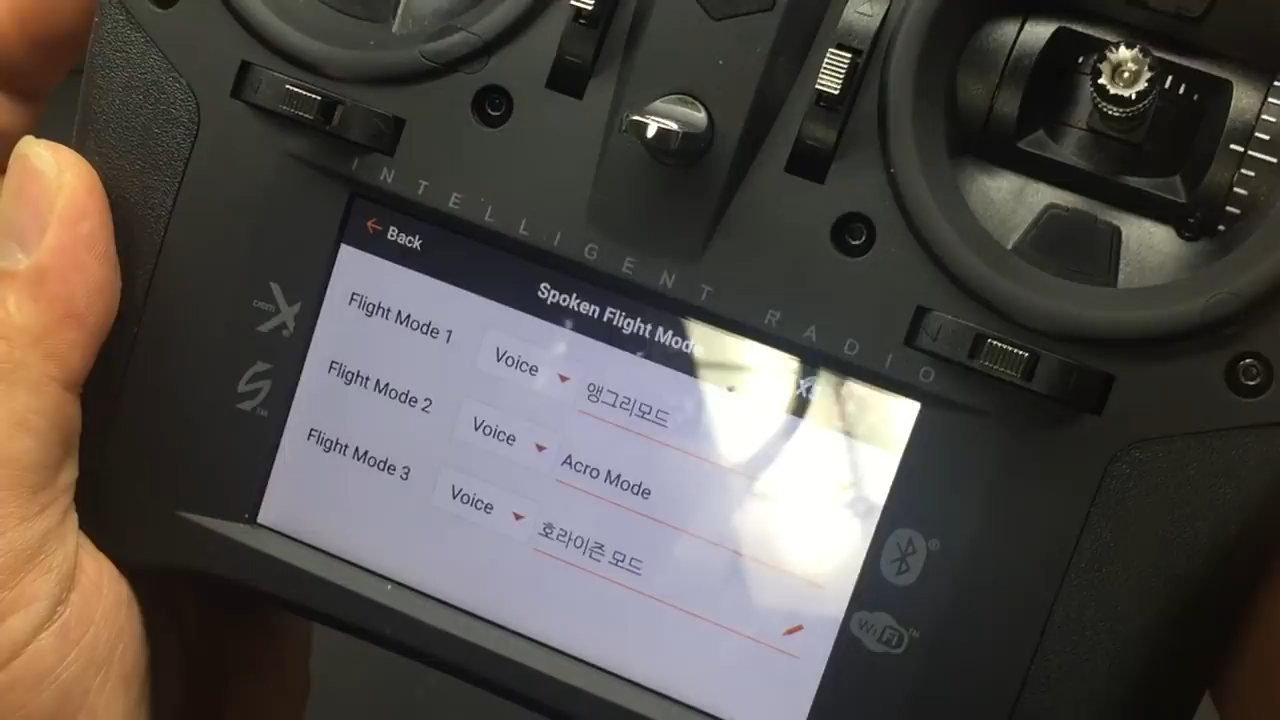 INTELLIGENT RADIO
Back
Spoken Flight Mode
Flight Mode 1
Voice
앵그리모드
Flight Mode 2
Voice
Acro Mode
Flight Mode 3
Voice
호라이즌 모드
WiFi